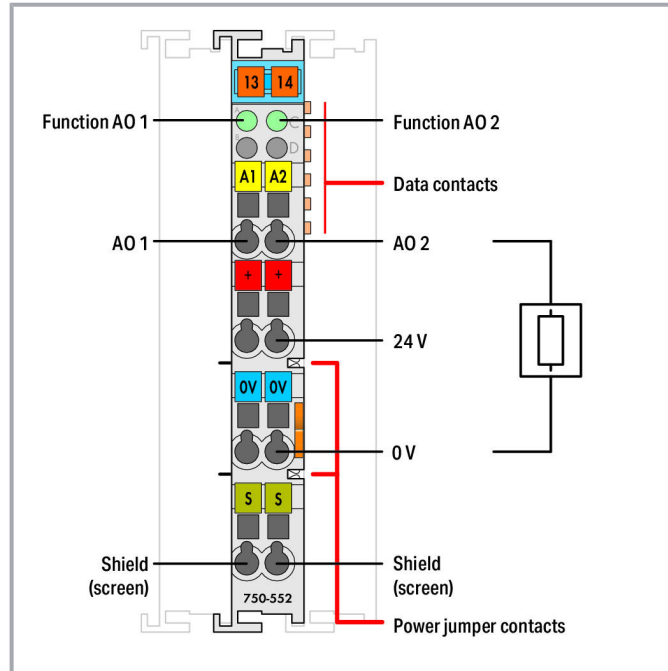 13 14
A C
Function AO 1
Function AO 2
B D
A1 A2
Data contacts
AO 1
AO 2
+ +
24 V
0V 0V
0 V
S S
Shield
(screen)
Shield
(screen)
750-552
Power jumper contacts